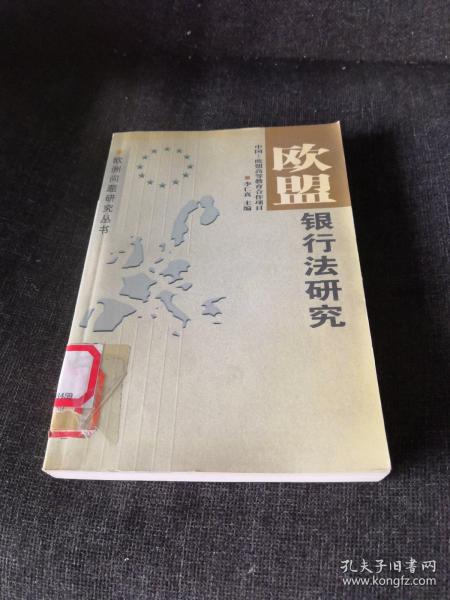 欧盟
银行法研究
中国—欧盟高等教育合作项目
李仁真 主编
欧洲问题研究丛书
孔夫子旧书网
www.kongfz.com